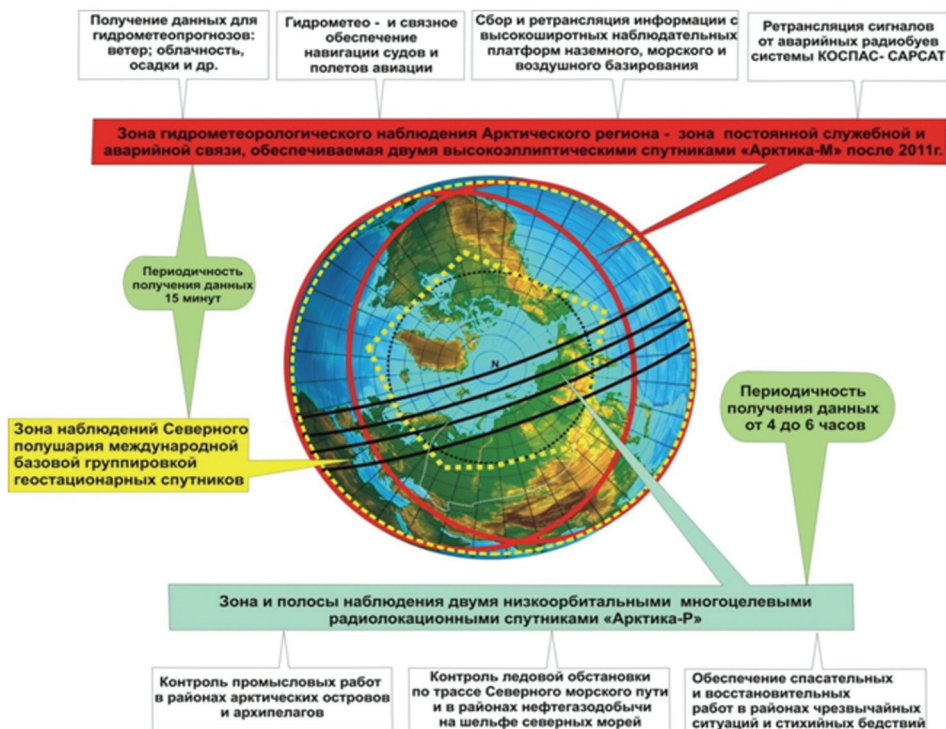 Получение данных для
гидрометеопрогнозов:
ветер; облачность,
осадки и др.
Гидрометео - и связное
обеспечение
навигации судов и
полетов авиации
Сбор и ретрансляция информации с
высокоширотных наблюдательных
платформ наземного, морского и
воздушного базирования
Ретрансляция сигналов
от аварийных радиобуев
системы КОСПАС- САРСАТ
Зона гидрометеорологического наблюдения Арктического региона - зона постоянной служебной и
аварийной связи, обеспечиваемая двумя высокоэллиптическими спутниками «Арктика-М» после 2011г.
Периодичность
получения данных
15 минут
N
Периодичность
получения данных
от 4 до 6 часов
Зона наблюдений Северного
полушария международной
базовой группировкой
геостационарных спутников
Зона и полосы наблюдения двумя низкоорбитальными многоцелевыми
радиолокационными спутниками «Арктика-Р»
Контроль промысловых работ
в районах арктических островов
и архипелагов
Контроль ледовой обстановки
по трассе Северного морского пути
и в районах нефтегазодобычи
на шельфе северных морей
Обеспечение спасательных
и восстановительных
работ в районах чрезвычайных
ситуаций и стихийных бедствий